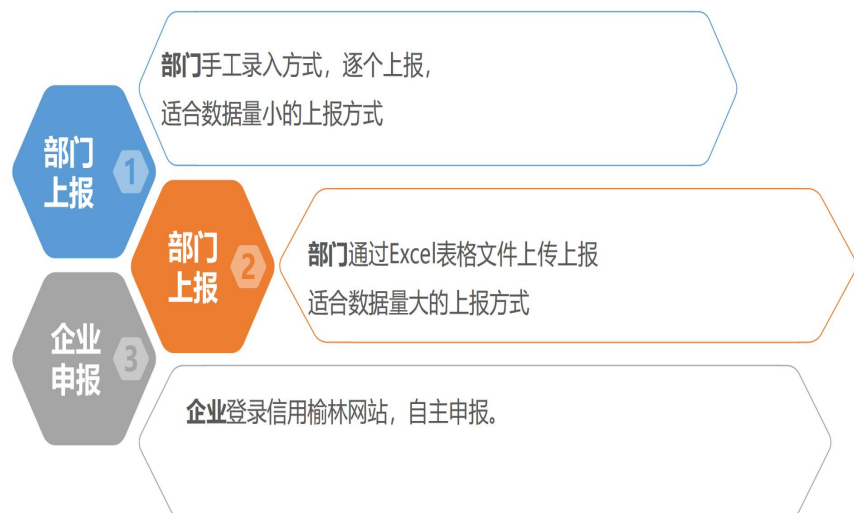 部门
上报
1
部门手工录入方式，逐个上报，
适合数据量小的上报方式
部门
上报
2
部门通过Excel表格文件上传上报
适合数据量大的上报方式
企业
申报
3
企业登录信用榆林网站，自主申报。